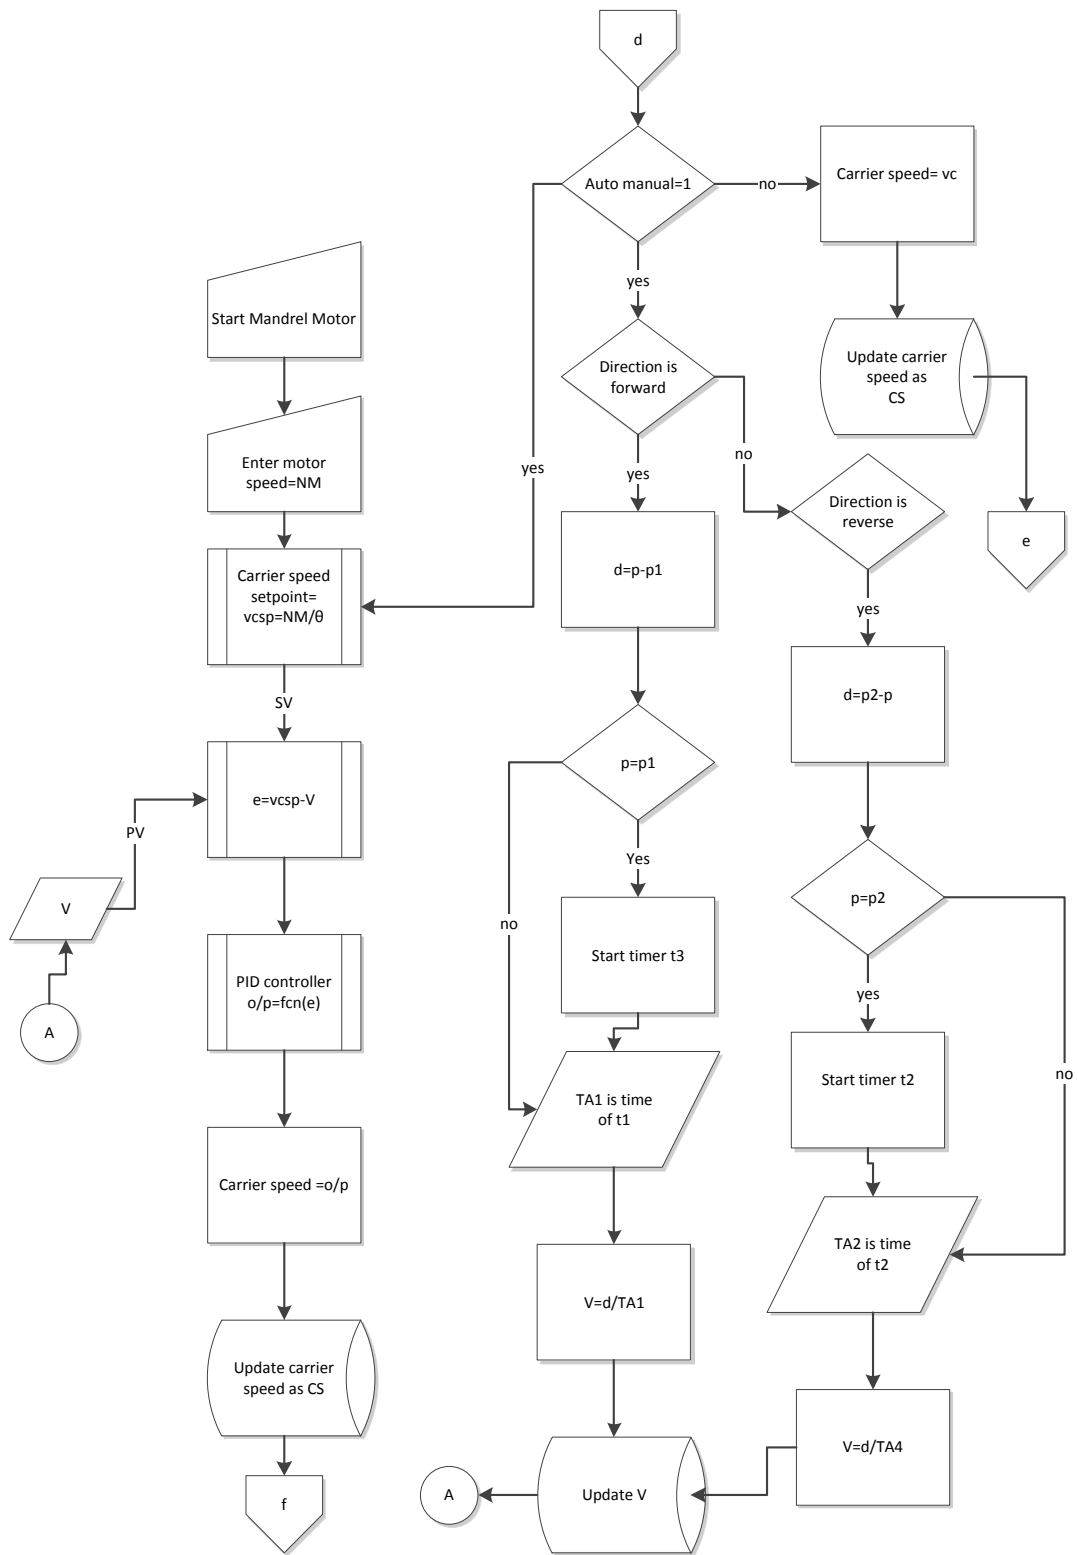 d
Auto manual=1
no
Carrier speed= vc
yes
yes
Start Mandrel Motor
Direction is
forward
Update carrier
speed as
CS
Enter motor
speed=NM
yes
no
Direction is
reverse
e
Carrier speed
setpoint=
vcsp=NM/θ
d=p-p1
yes
SV
d=p2-p
e=vcsp-V
p=p1
PV
Yes
V
p=p2
no
Start timer t3
PID controller
o/p=fcn(e)
yes
A
Start timer t2
no
TA1 is time
of t1
Carrier speed =o/p
TA2 is time
of t2
V=d/TA1
Update carrier
speed as CS
V=d/TA4
f
A
Update V